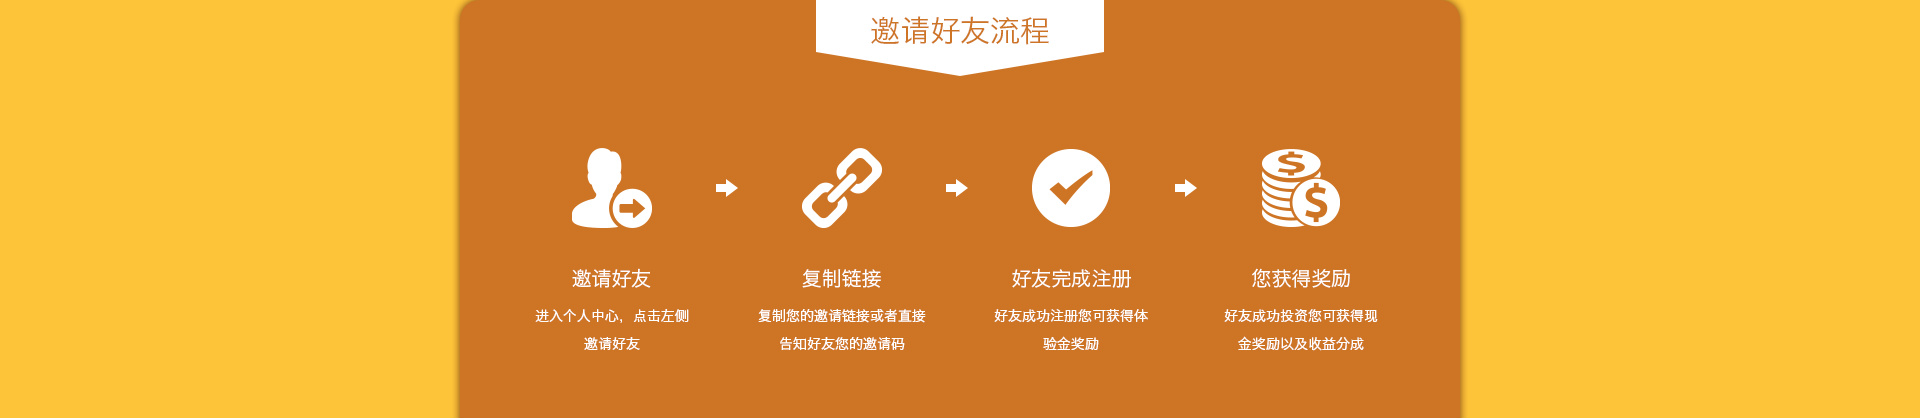 邀请好友流程
邀请好友
进入个人中心，点击左侧
邀请好友
复制链接
复制您的邀请链接或者直接
告知好友您的邀请码
好友完成注册
好友成功注册您可获得体
验金奖励
您获得奖励
好友成功投资您可获得现
金奖励以及收益分成